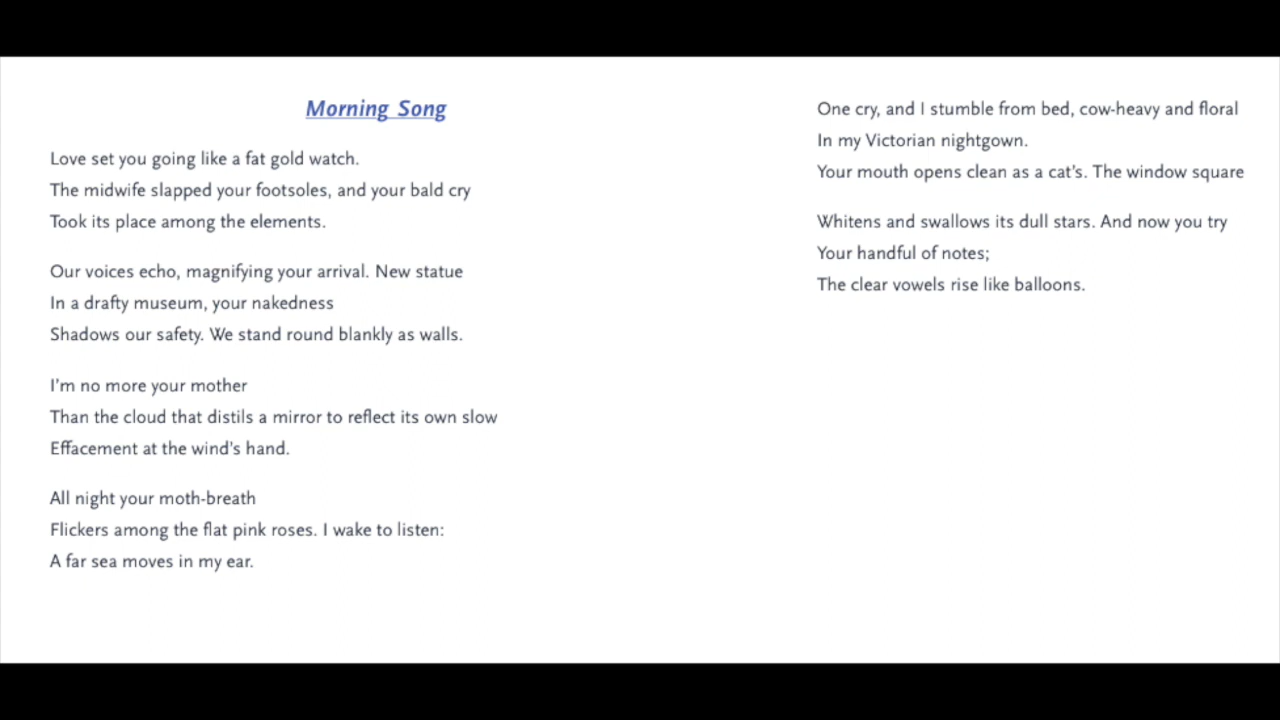 Morning Song
Love set you going like a fat gold watch.
The midwife slapped your footsoles, and your bald cry
Took its place among the elements.
Our voices echo, magnifying your arrival. New statue
In a drafty museum, your nakedness
Shadows our safety. We stand round blankly as walls.
I'm no more your mother
Than the cloud that distils a mirror to reflect its own slow
Effacement at the wind's hand.
All night your moth-breath
Flickers among the flat pink roses. I wake to listen:
A far sea moves in my ear.
One cry, and I stumble from bed, cow-heavy and floral
In my Victorian nightgown.
Your mouth opens clean as a cat's. The window square
Whitens and swallows its dull stars. And now you try
Your handful of notes;
The clear vowels rise like balloons.